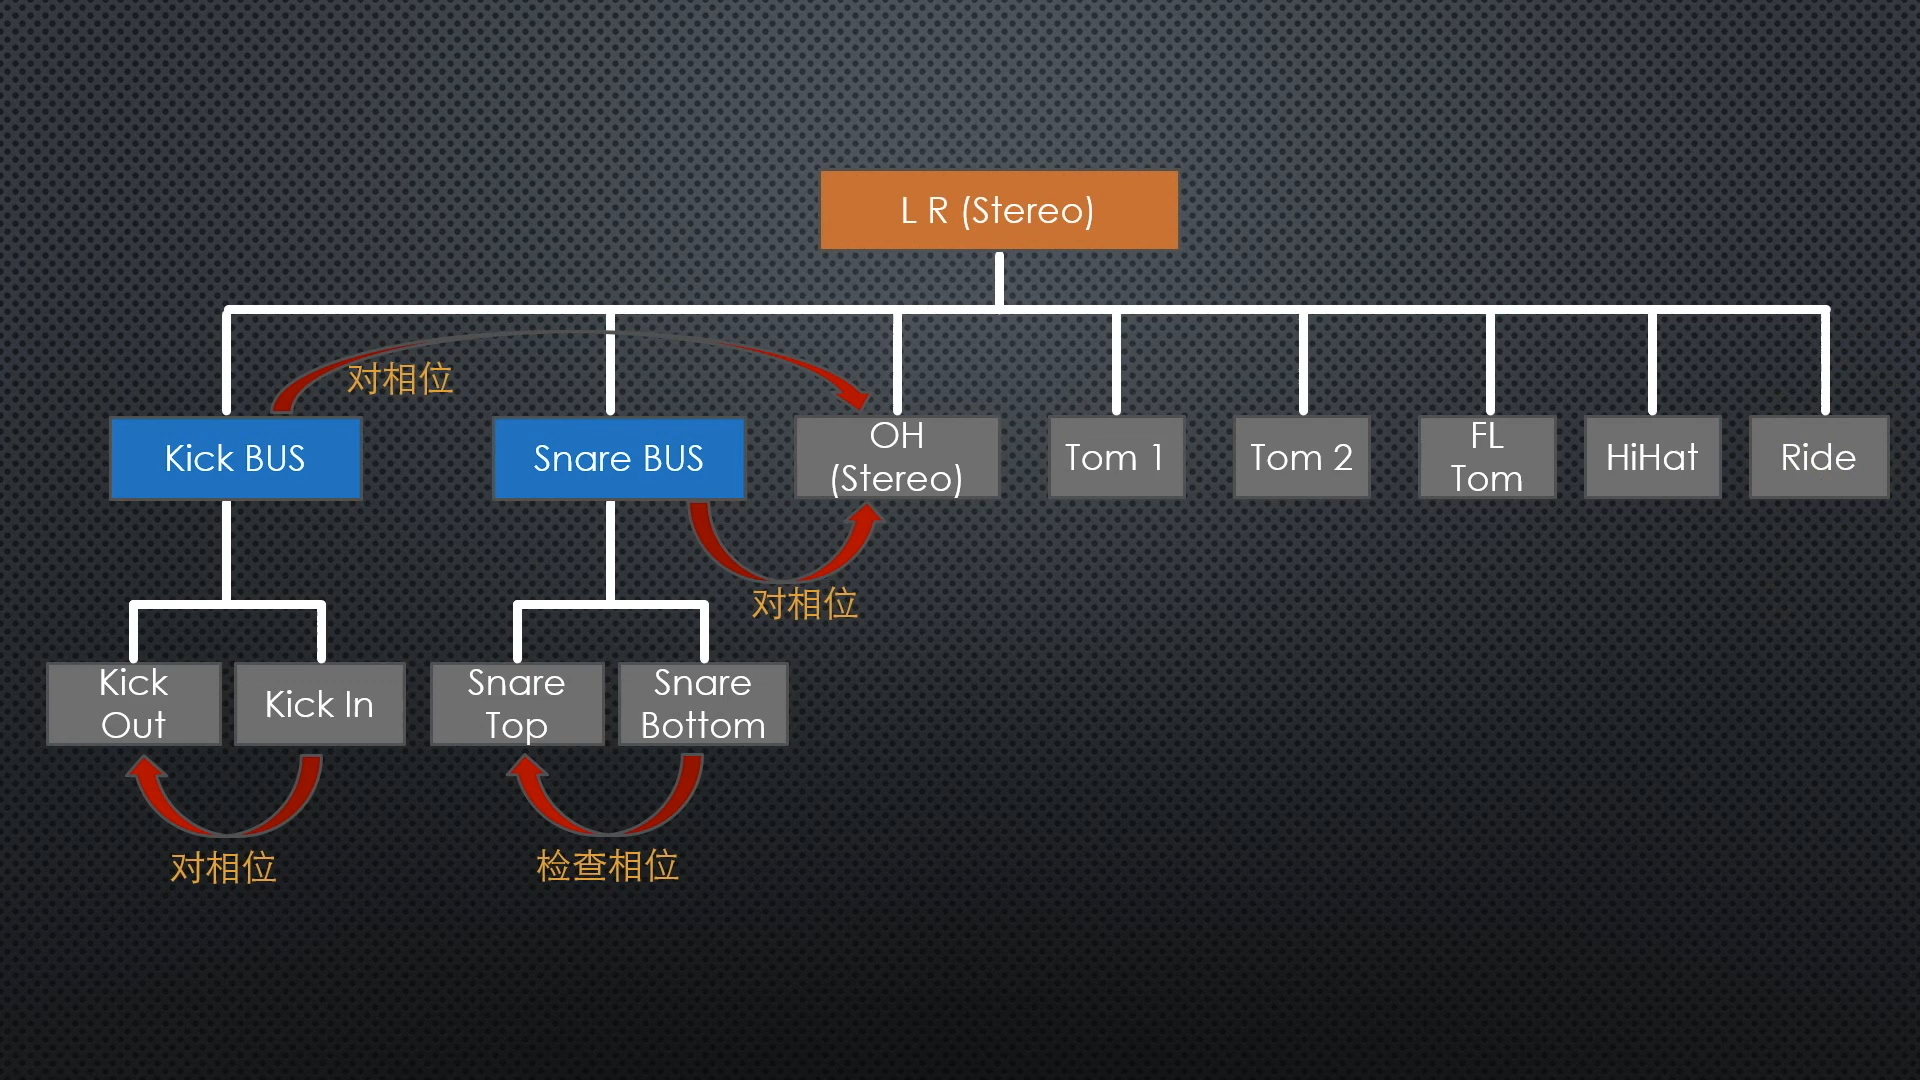 L R (Stereo)
对相位
Kick BUS
Snare BUS
OH
(Stereo)
Tom 1
Tom 2
FL
Tom
HiHat
Ride
对相位
Kick
Out
Kick In
Snare
Top
Snare
Bottom
对相位
检查相位